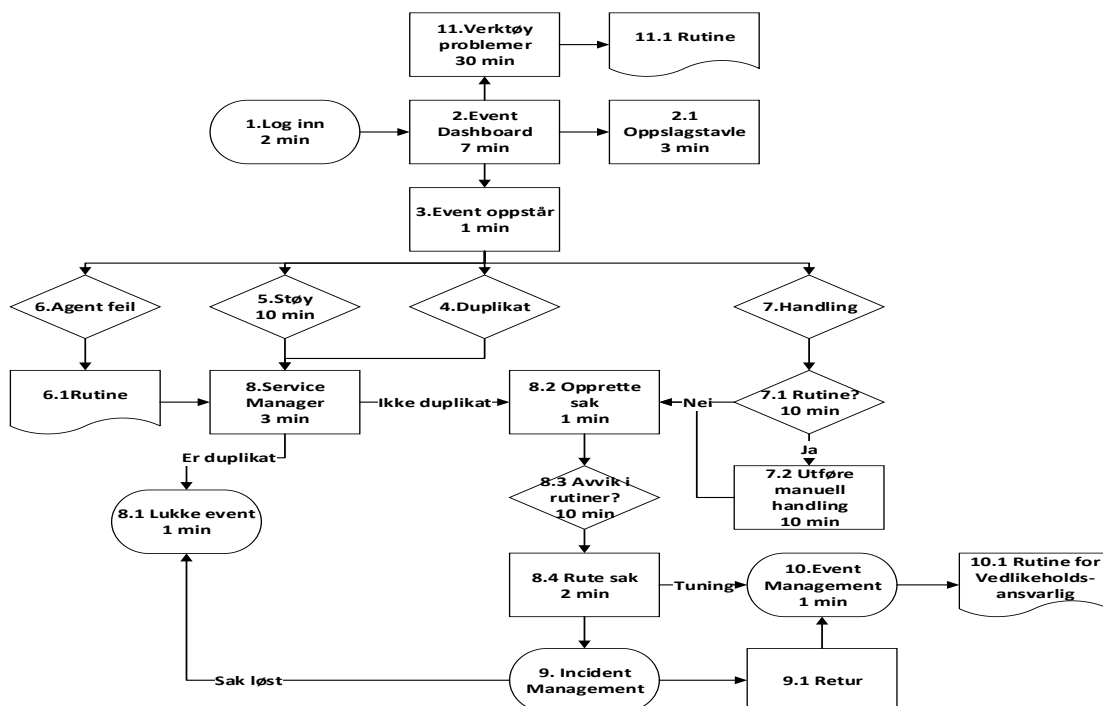 11.Verktøy
problemer
30 min
11.1 Rutine
1.Log inn
2 min
2.Event
Dashboard
7 min
2.1
Oppslagstavle
3 min
3.Event oppstår
1 min
6.Agent feil
5.Støy
10 min
4.Duplikat
7.Handling
6.1Rutine
8.Service
Manager
3 min
Ikke duplikat
8.2 Opprette
sak
1 min
Nei
7.1 Rutine?
10 min
Er duplikat
Ja
8.1 Lukke event
1 min
8.3 Avvik i
rutiner?
10 min
7.2 Utføre
manuell
handling
10 min
8.4 Rute sak
2 min
Tuning
10.Event
Management
1 min
10.1 Rutine for
Vedlikeholds-
ansvarlig
Sak løst
9. Incident
Management
9.1 Retur